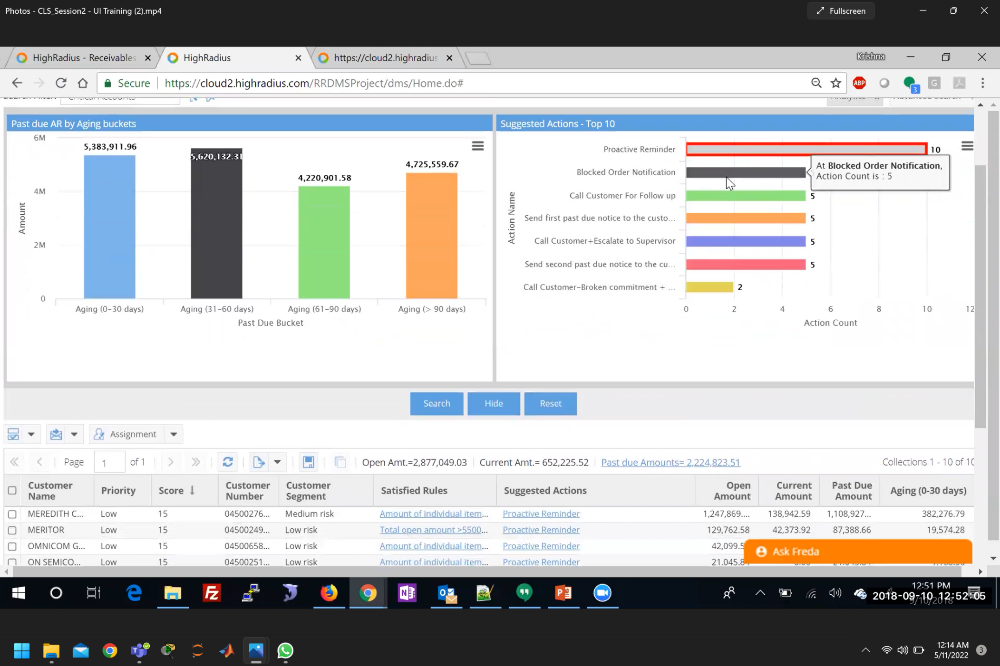 Photos - CLS_Session2 - UI Training (2).mp4
Fullscreen
HighRadius - Receivables
HighRadius
https://cloud2.highradius
Krishna
Secure
https://cloud2.highradius.com/RRDMSProject/dms/Home.do#
ABP
3
G
Past due AR by Aging buckets
6M
4M
2M
0
Amount
5,383,911.96
5,620,132.31
4,220,901.58
4,725,559.67
Aging (0-30 days)
Aging (31-60 days)
Aging (61-90 days)
Aging (> 90 days)
Past Due Bucket
Suggested Actions - Top 10
Action Name
Proactive Reminder
10
Blocked Order Notification
At Blocked Order Notification,
Action Count is : 5
Call Customer For Follow up
5
Send first past due notice to the custo...
5
Call Customer+Escalate to Supervisor
5
Send second past due notice to the cu...
5
Call Customer-Broken commitment + ...
2
0 2 4 6 8 10 12
Action Count
Search
Hide
Reset
Assignment
Page 1 of 1
Open Amt.=2,877,049.03
Current Amt.= 652,225.52
Past due Amounts= 2,224,823.51
Collections 1 - 10 of 10
Customer Name
Priority
Score
Customer Number
Customer Segment
Satisfied Rules
Suggested Actions
Open Amount
Current Amount
Past Due Amount
Aging (0-30 days)
MEREDITH C... Low 15 04500276... Medium risk Amount of individual item... Proactive Reminder 1,247,869.... 138,942.59 1,108,927... 382,276.79
MERITOR Low 15 04500249... Low risk Total open amount >5500... Proactive Reminder 129,762.58 42,373.92 87,388.66 19,574.28
OMNICOM G... Low 15 04500658... Low risk Amount of individual item... Proactive Reminder 42,099.5
ON SEMICO... Low 15 04500251... Low risk Amount of individual item... Proactive Reminder 21,045.8
Ask Freda
12:51 PM
2018-09-10 12:52:05
9/10/2018
12:14 AM
5/11/2022
3